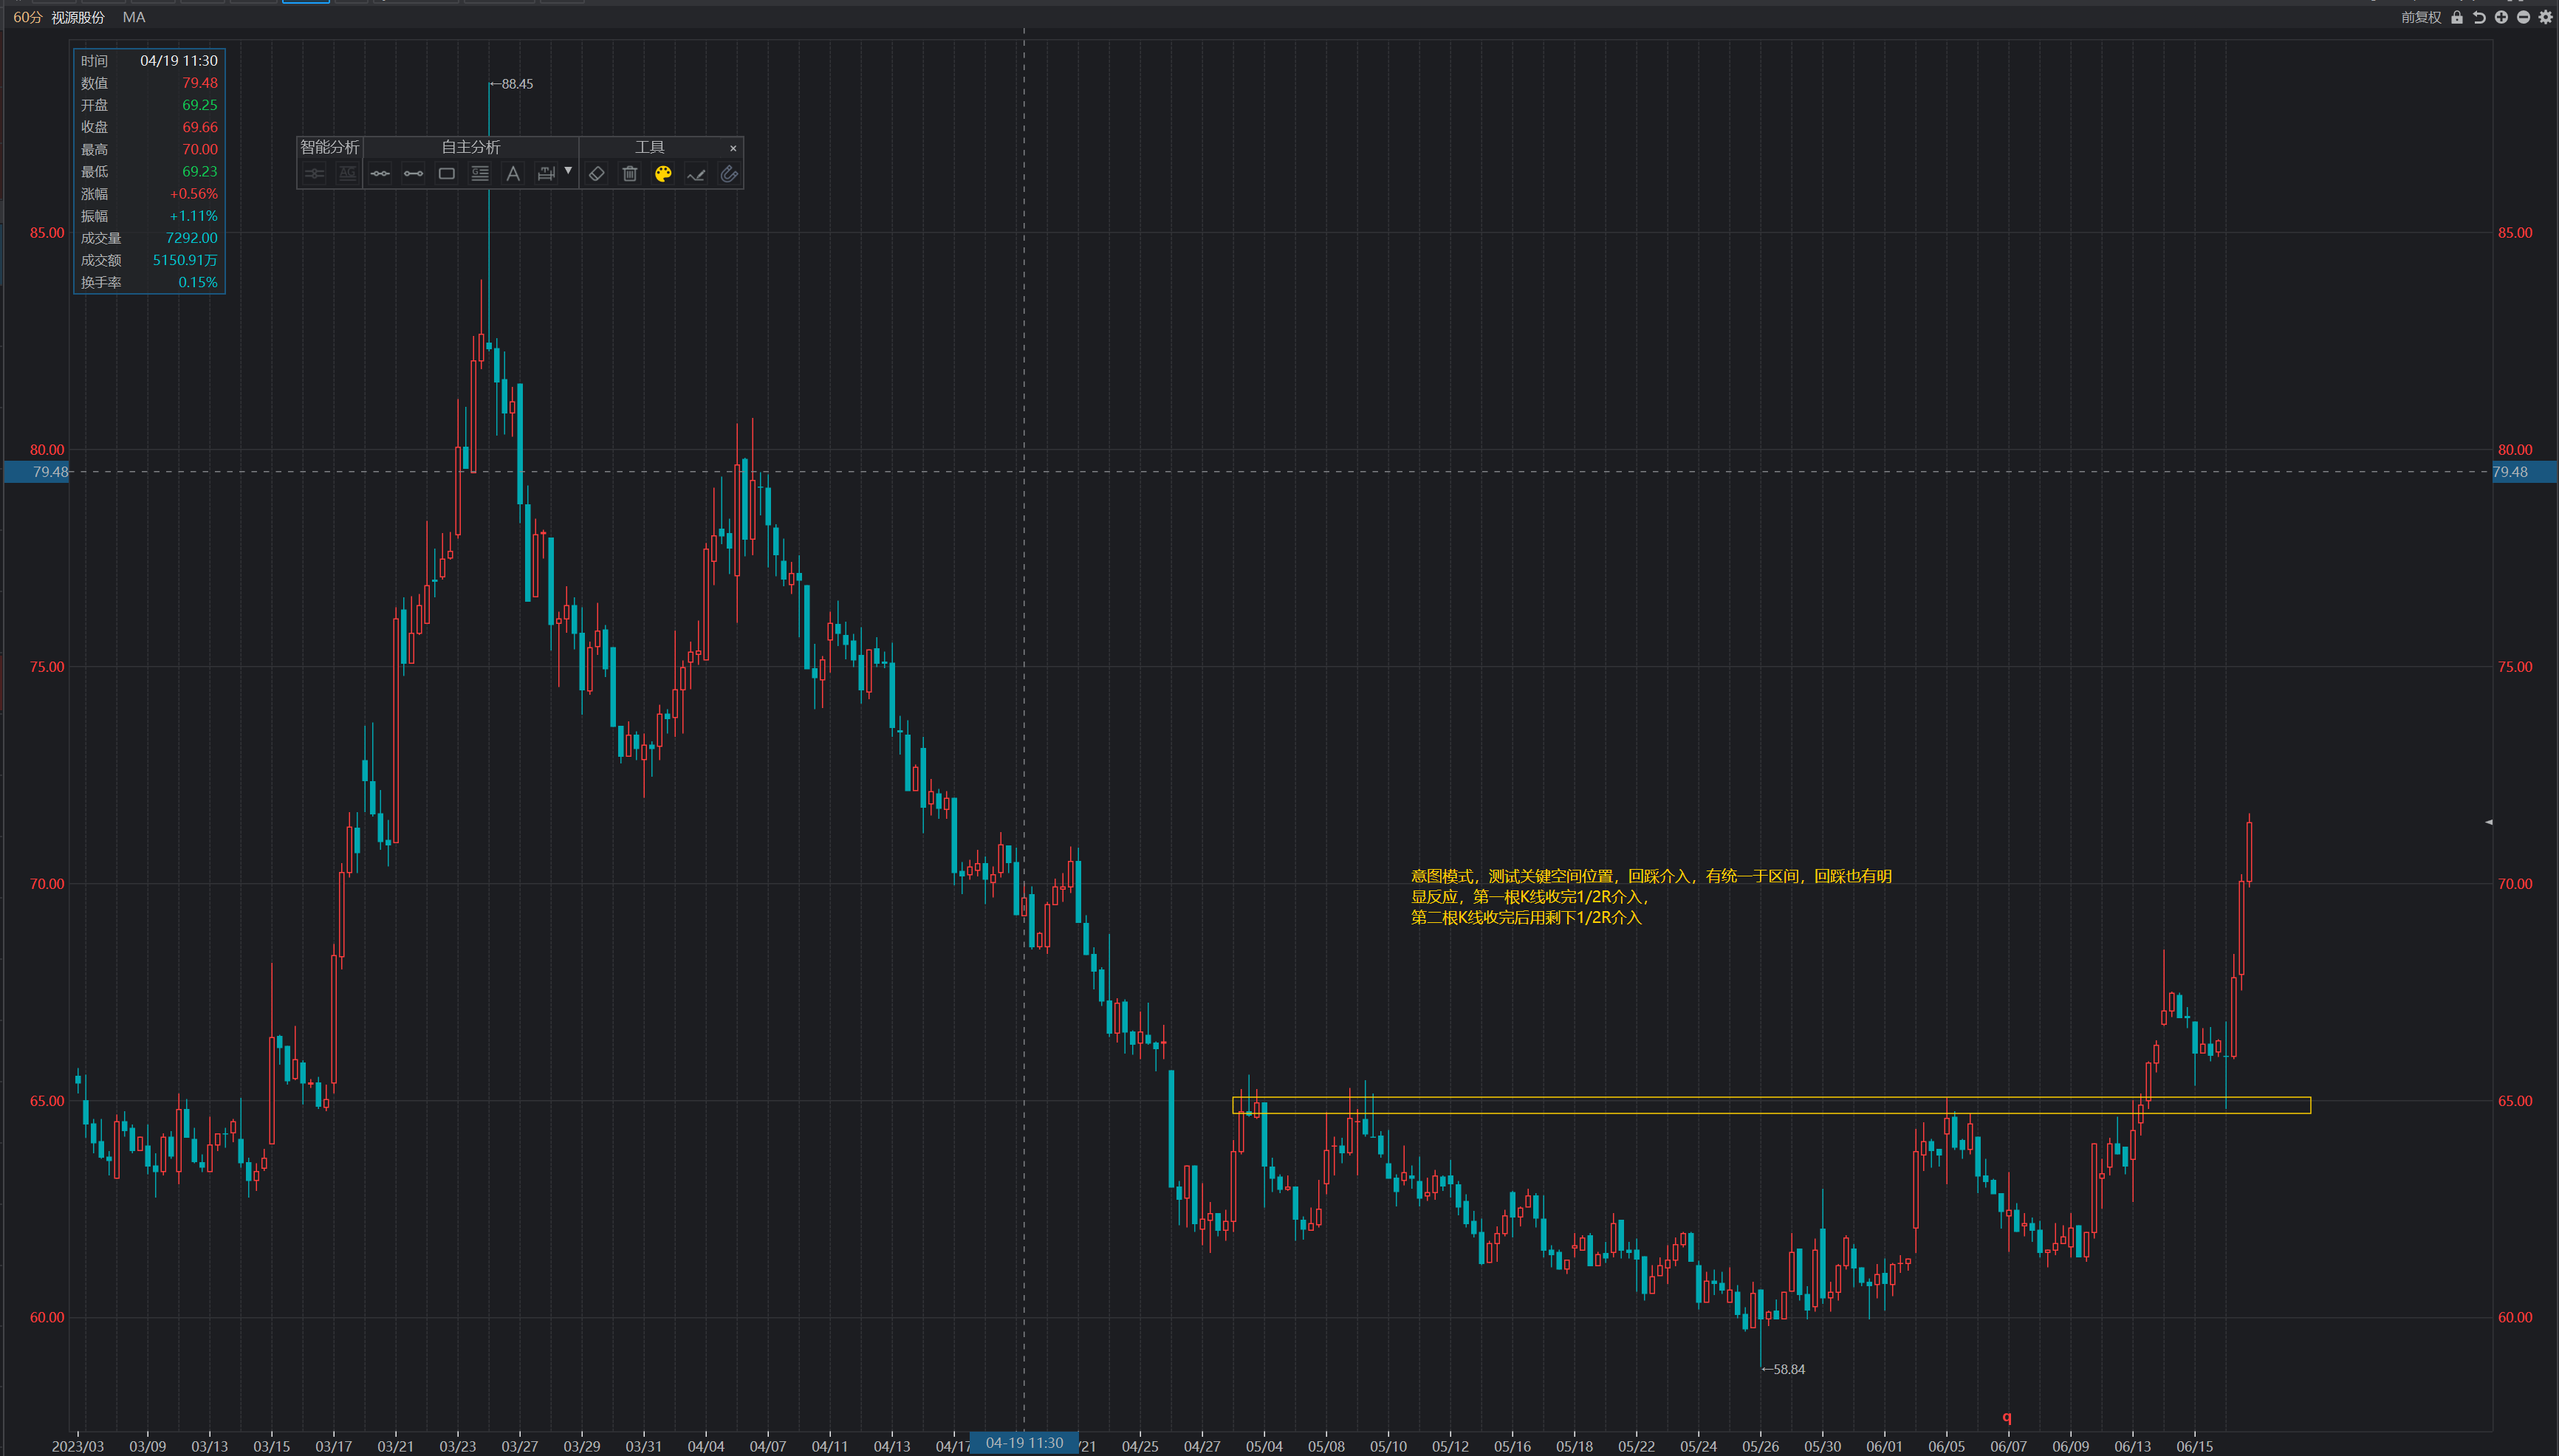 60分 视源股份 MA
前复权
时间 04/19 11:30
数值 79.48
开盘 69.25
收盘 69.66
最高 70.00
最低 69.23
涨幅 +0.56%
振幅 +1.11%
成交量 7292.00
成交额 5150.91万
换手率 0.15%
←88.45
智能分析 自主分析 工具 ×
85.00 85.00
80.00 80.00
79.48 79.48
75.00 75.00
70.00 70.00
意图模式，测试关键空间位置，回踩介入，有统一于区间，回踩也有明
显反应，第一根K线收完1/2R介入，
第二根K线收完后用剩下1/2R介入
65.00 65.00
60.00 60.00
←58.84
q
2023/03 03/09 03/13 03/15 03/17 03/21 03/23 03/27 03/29 03/31 04/04 04/07 04/11 04/13 04/17 04-19 11:30 /21 04/25 04/27 05/04 05/08 05/10 05/12 05/16 05/18 05/22 05/24 05/26 05/30 06/01 06/05 06/07 06/09 06/13 06/15